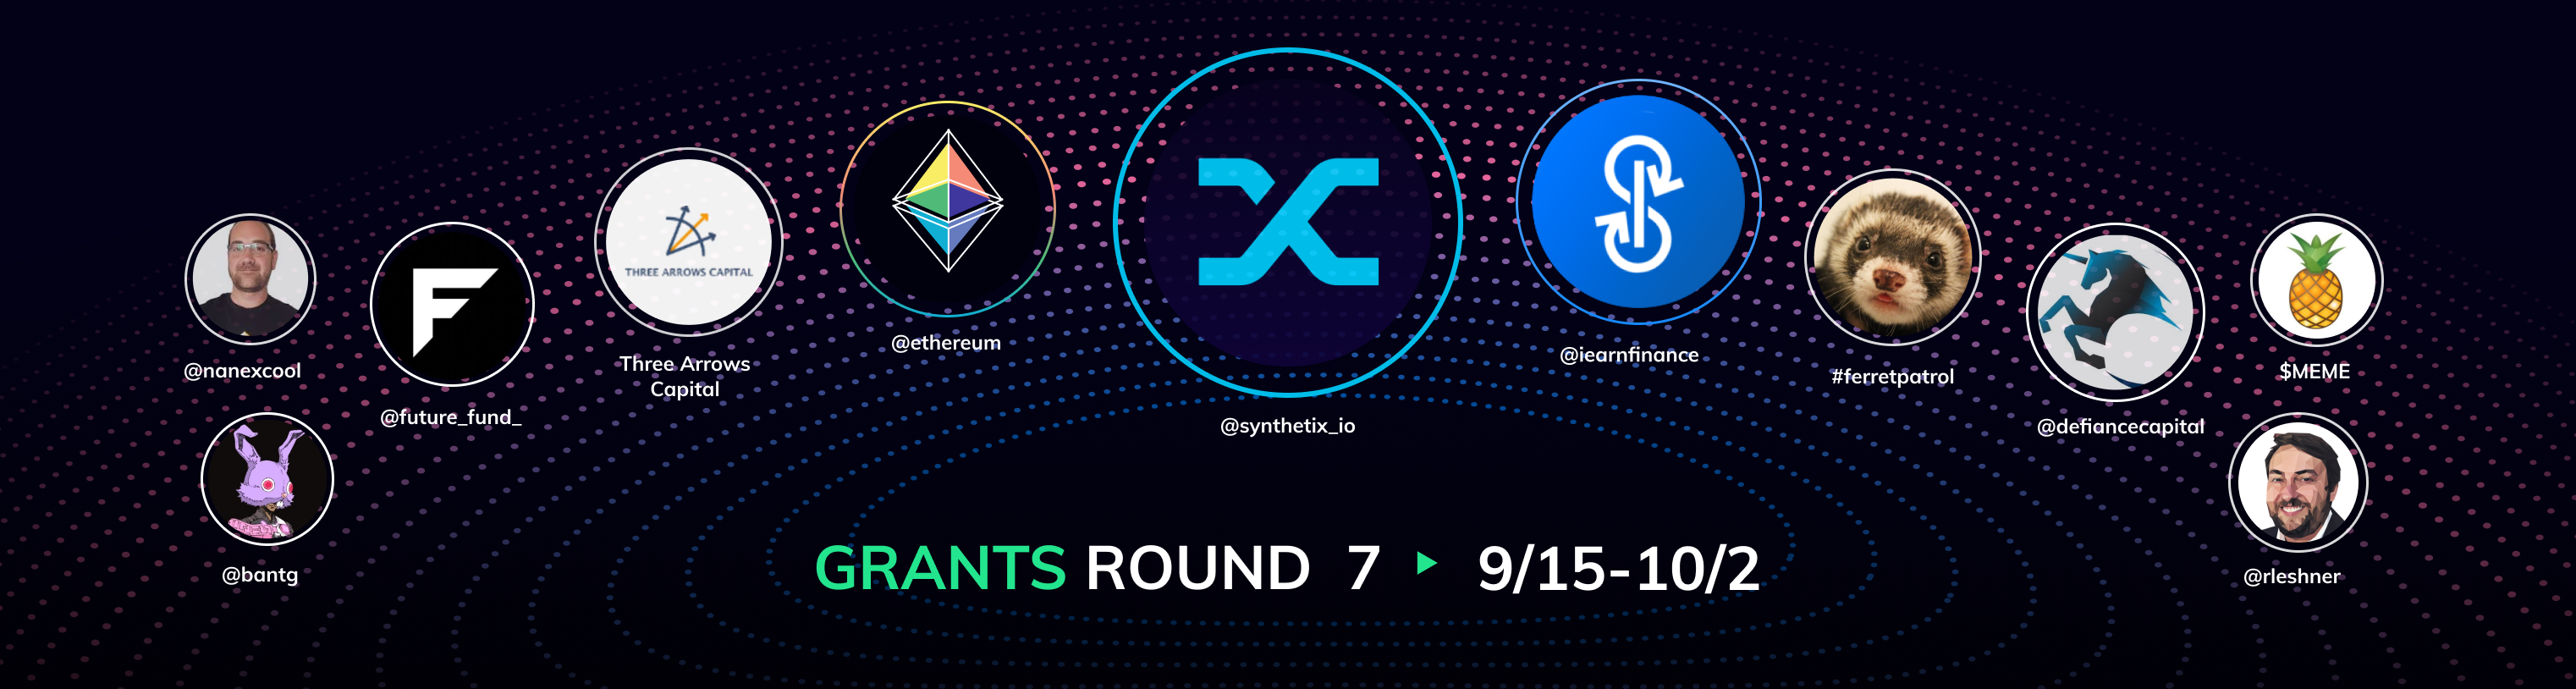 THREE ARROWS CAPITAL
@nanexcool
@future_fund_
Three Arrows
Capital
@ethereum
@synthetix_io
@iearnfinance
#ferretpatrol
@defiancecapital
$MEME
@bantg
@rleshner
GRANTS ROUND 7 ▶ 9/15-10/2